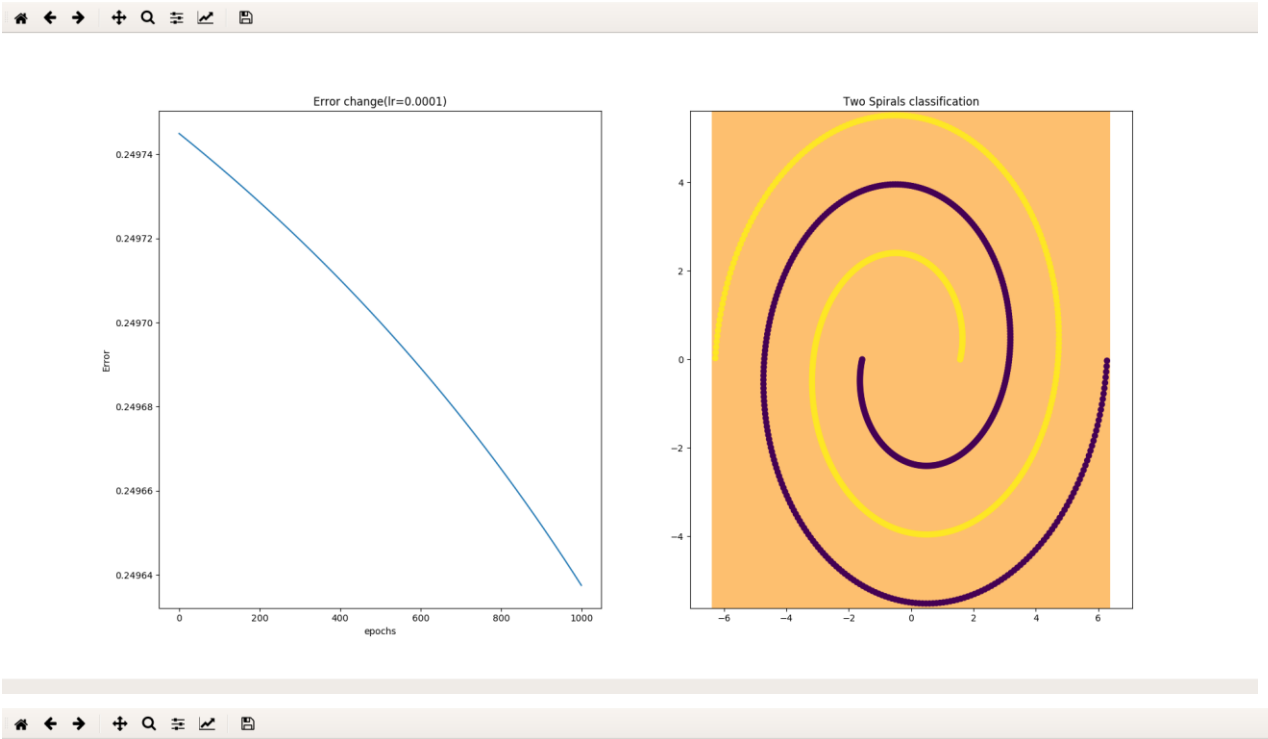 Error change(lr=0.0001)
0.24974
0.24972
0.24970
0.24968
0.24966
0.24964
Error
0 200 400 600 800 1000
epochs
Two Spirals classification
4
2
0
−2
−4
−6 −4 −2 0 2 4 6